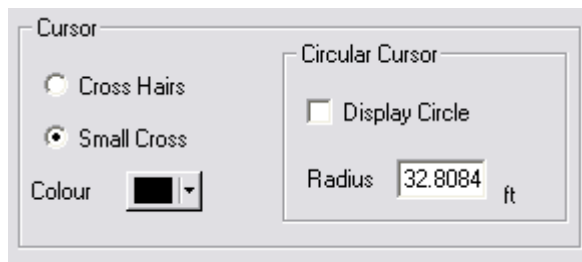 Cursor
Cross Hairs
Small Cross
Colour
Circular Cursor
Display Circle
Radius 32.8084 ft